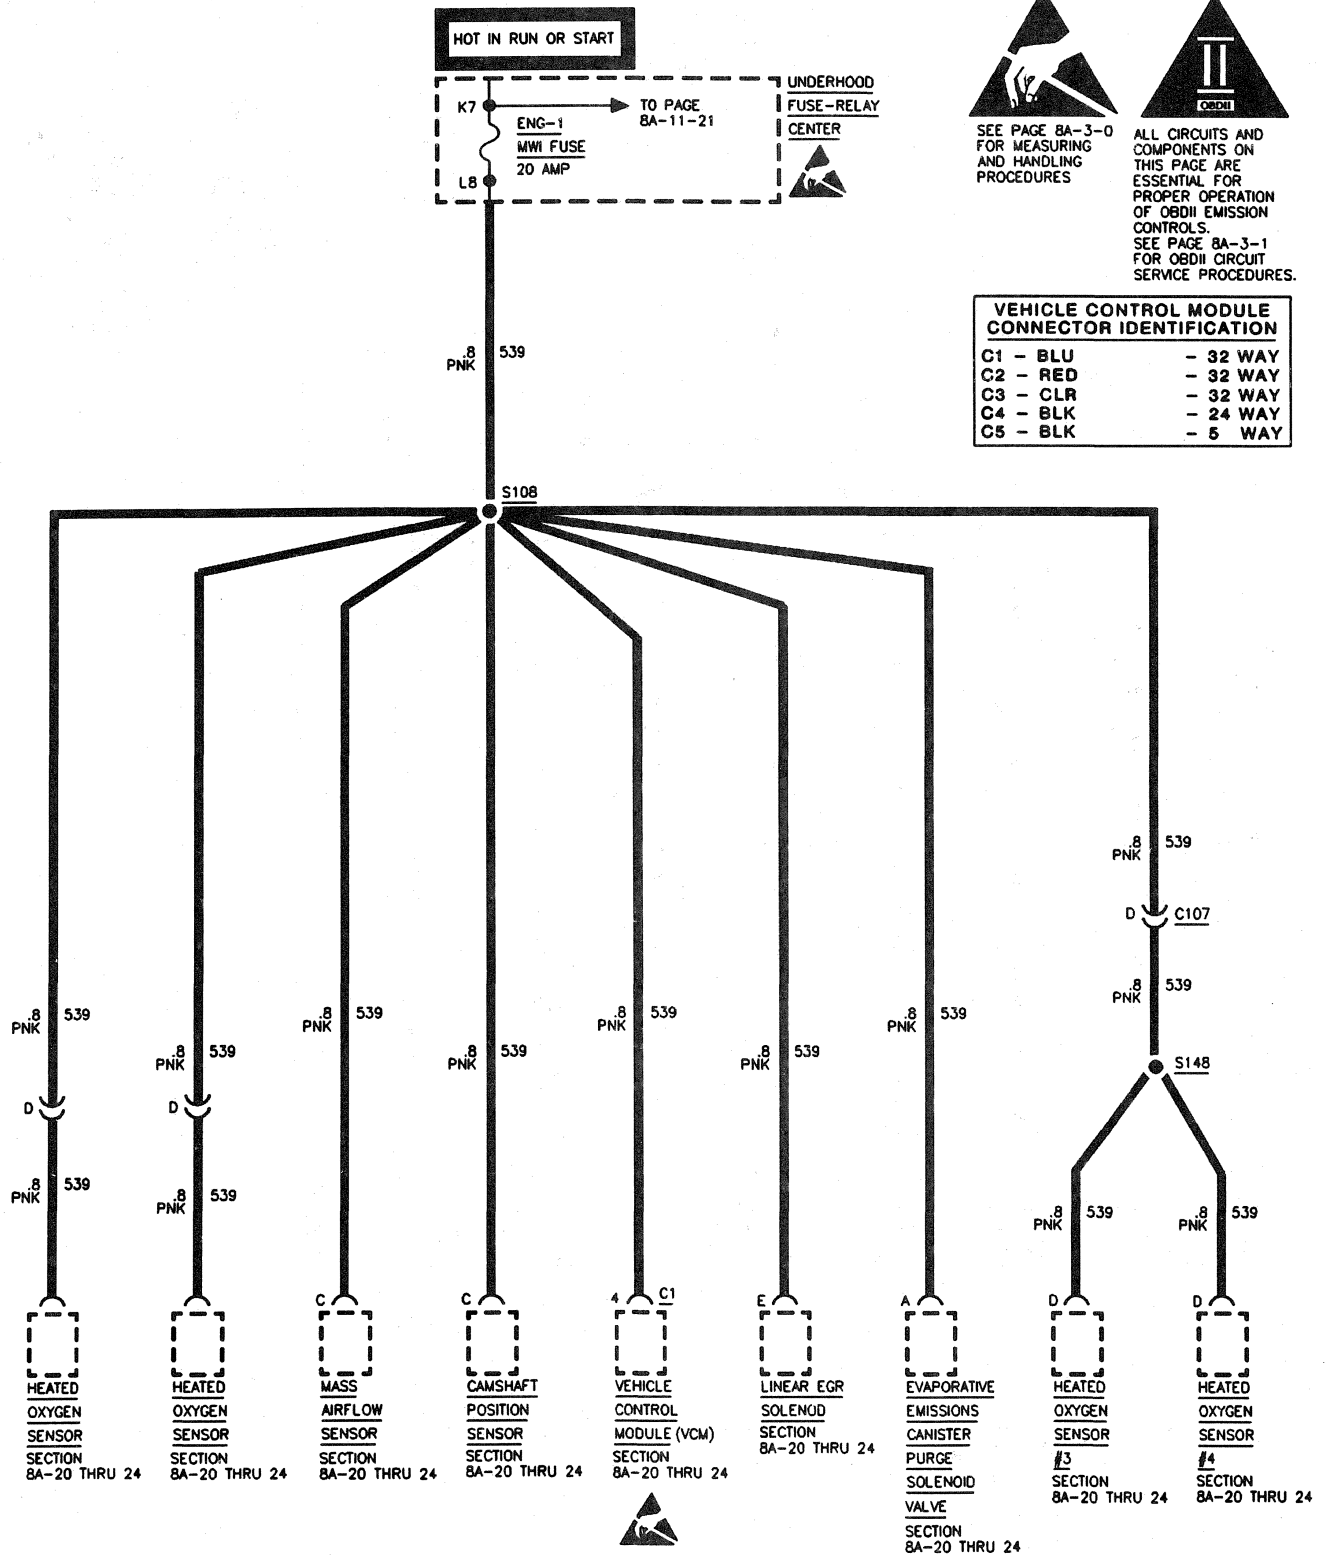 HOT IN RUN OR START
K7
TO PAGE
8A-11-21
ENG-1
MWI FUSE
20 AMP
L8
UNDERHOOD
FUSE-RELAY
CENTER
SEE PAGE 8A-3-0
FOR MEASURING
AND HANDLING
PROCEDURES
II
OBDII
ALL CIRCUITS AND
COMPONENTS ON
THIS PAGE ARE
ESSENTIAL FOR
PROPER OPERATION
OF OBDII EMISSION
CONTROLS.
SEE PAGE 8A-3-1
FOR OBDII CIRCUIT
SERVICE PROCEDURES.
VEHICLE CONTROL MODULE
CONNECTOR IDENTIFICATION
C1 - BLU - 32 WAY
C2 - RED - 32 WAY
C3 - CLR - 32 WAY
C4 - BLK - 24 WAY
C5 - BLK - 5 WAY
.8
PNK
539
S108
.8
PNK
539
D
C107
.8
PNK
539
S148
.8
PNK
539
.8
PNK
539
.8
PNK
539
.8
PNK
539
.8
PNK
539
.8
PNK
539
.8
PNK
539
D
D
.8
PNK
539
.8
PNK
539
.8
PNK
539
.8
PNK
539
C
C
4
C1
E
A
D
D
HEATED
OXYGEN
SENSOR
SECTION
8A-20 THRU 24
HEATED
OXYGEN
SENSOR
SECTION
8A-20 THRU 24
MASS
AIRFLOW
SENSOR
SECTION
8A-20 THRU 24
CAMSHAFT
POSITION
SENSOR
SECTION
8A-20 THRU 24
VEHICLE
CONTROL
MODULE (VCM)
SECTION
8A-20 THRU 24
LINEAR EGR
SOLENOD
SECTION
8A-20 THRU 24
EVAPORATIVE
EMISSIONS
CANISTER
PURGE
SOLENOID
VALVE
SECTION
8A-20 THRU 24
HEATED
OXYGEN
SENSOR
#3
SECTION
8A-20 THRU 24
HEATED
OXYGEN
SENSOR
#4
SECTION
8A-20 THRU 24